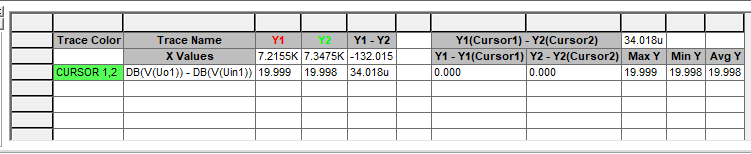 Trace Color Trace Name Y1 Y2 Y1 - Y2 Y1(Cursor1) - Y2(Cursor2) 34.018u
X Values 7.2155K 7.3475K -132.015 Y1 - Y1(Cursor1) Y2 - Y2(Cursor2) Max Y Min Y Avg Y
CURSOR 1,2 DB(V(Uo1)) - DB(V(Uin1)) 19.999 19.998 34.018u 0.000 0.000 19.999 19.998 19.998